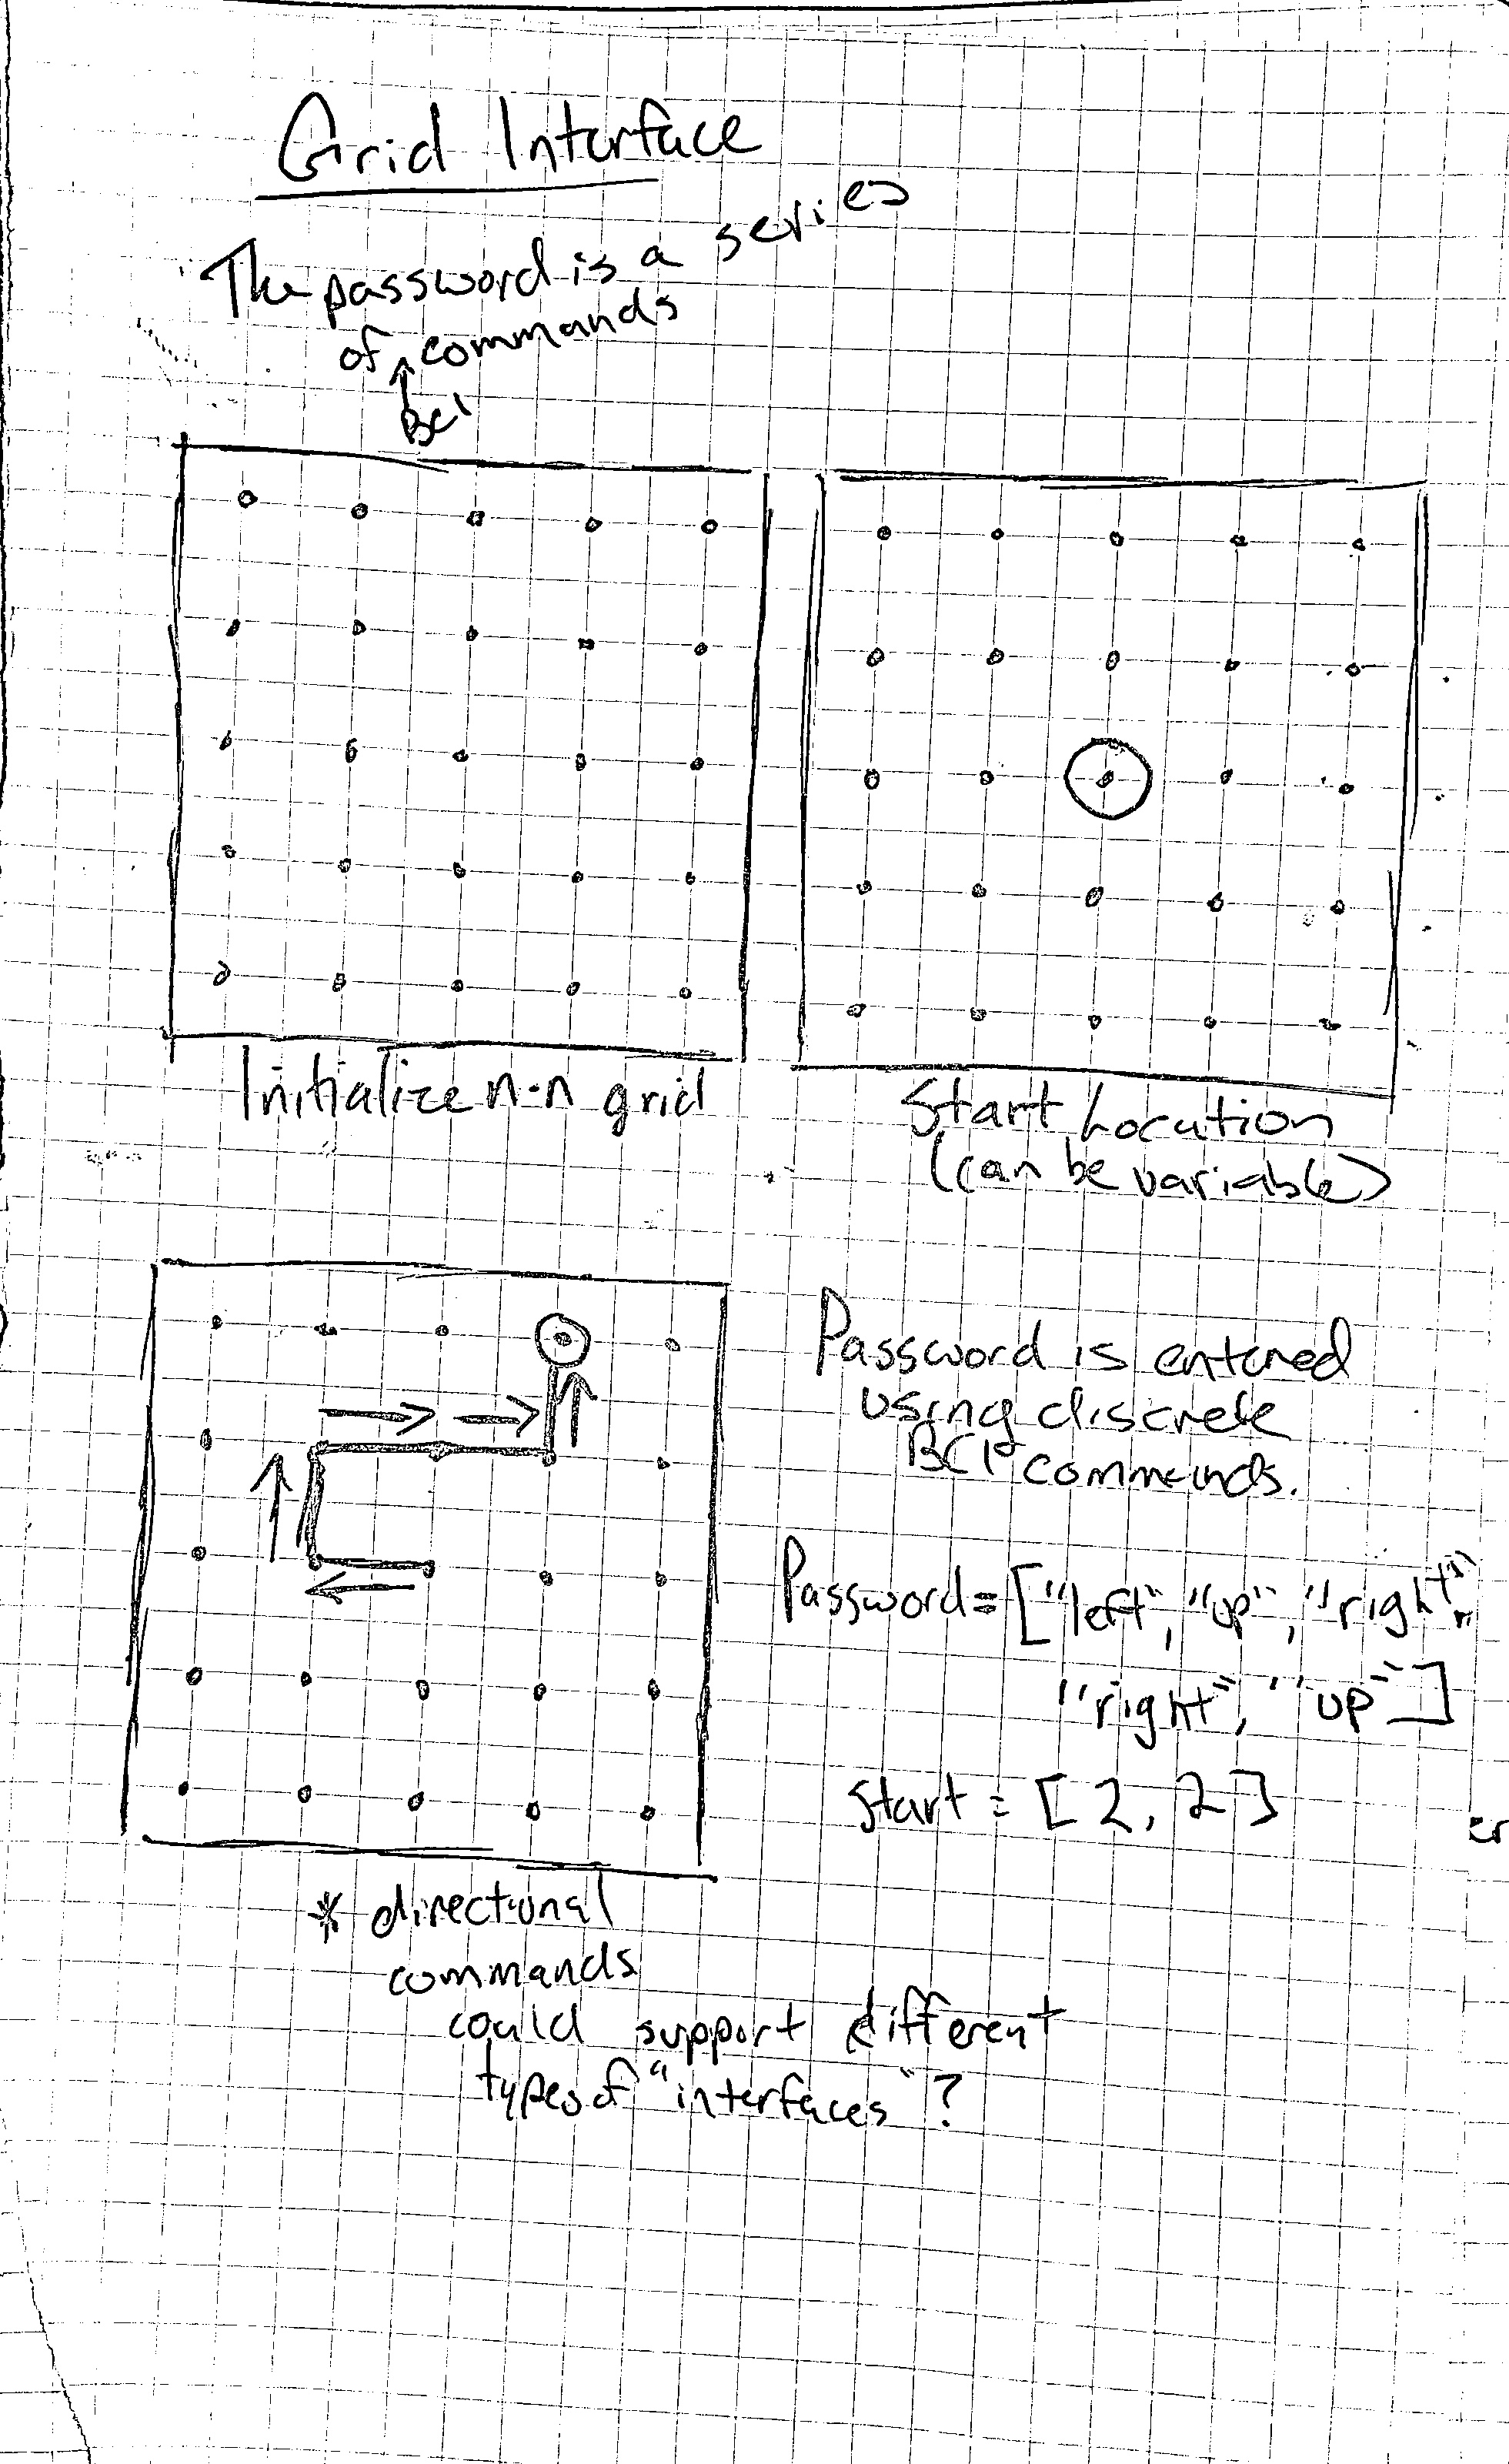 Grid Interface
The password is a series
of commands
BCI
Initialize n·n grid
Start Location
(can be variable)
Password is entered
using discrete
BCI commands.
Password = ["left", "up", "right",
"right", "up"]
Start = [2, 2]
er
* directional
commands
could support different
types of "interfaces"?